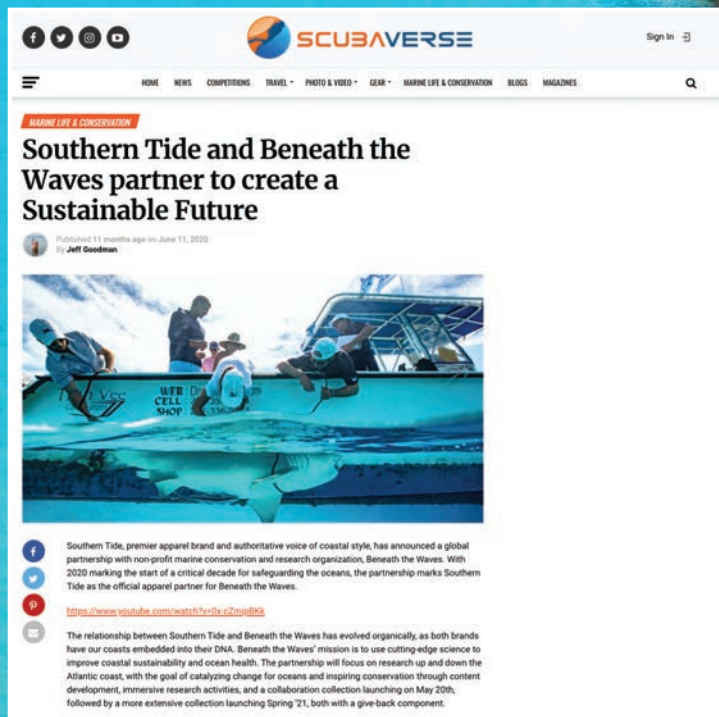 SCUBAVERSE
Sign In
HOME NEWS COMPETITIONS TRAVEL PHOTO & VIDEO GEAR MARINE LIFE & CONSERVATION BLOGS MAGAZINES
MARINE LIFE & CONSERVATION
Southern Tide and Beneath the
Waves partner to create a
Sustainable Future
Published 11 months ago on June 11, 2020
By Jeff Goodman
WEB
CELL
SHOP
Southern Tide, premier apparel brand and authoritative voice of coastal style, has announced a global
partnership with non-profit marine conservation and research organization, Beneath the Waves. With
2020 marking the start of a critical decade for safeguarding the oceans, the partnership marks Southern
Tide as the official apparel partner for Beneath the Waves.
The relationship between Southern Tide and Beneath the Waves has evolved organically, as both brands
have our coasts embedded into their DNA. Beneath the Waves' mission is to use cutting-edge science to
improve coastal sustainability and ocean health. The partnership will focus on research up and down the
Atlantic coast, with the goal of catalyzing change for oceans and inspiring conservation through content
development, immersive research activities, and a collaboration collection launching on May 20th,
followed by a more extensive collection launching Spring '21, both with a give-back component.